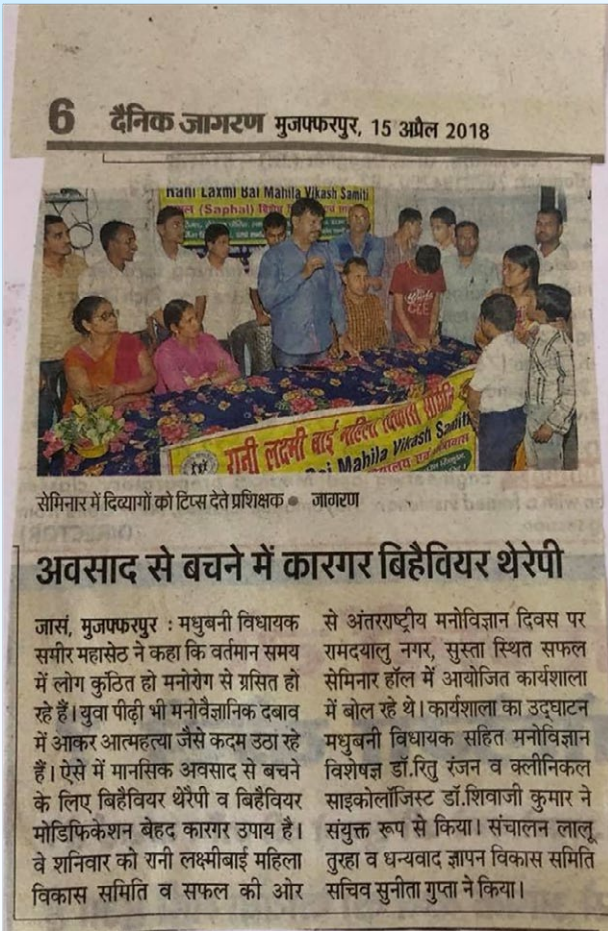 6 दैनिक जागरण मुजफ्फरपुर, 15 अप्रैल 2018
Rani Laxmi Bai Mahila Vikash Samiti
(Saphal)
रानी लक्ष्मी बाई महिला विकास समिति
Bai Mahila Vikash Samiti
सेमिनार में दिव्यागों को टिप्स देते प्रशिक्षक ● जागरण
अवसाद से बचने में कारगर बिहैवियर थेरेपी
जासं, मुजफ्फरपुर : मधुबनी विधायक
समीर महासेठ ने कहा कि वर्तमान समय
में लोग कुंठित हो मनोरोग से ग्रसित हो
रहे हैं। युवा पीढ़ी भी मनोवैज्ञानिक दबाव
में आकर आत्महत्या जैसे कदम उठा रहे
हैं। ऐसे में मानसिक अवसाद से बचने
के लिए बिहैवियर थेरैपी व बिहैवियर
मोडिफिकेशन बेहद कारगर उपाय है।
वे शनिवार को रानी लक्ष्मीबाई महिला
विकास समिति व सफल की ओर
से अंतरराष्ट्रीय मनोविज्ञान दिवस पर
रामदयालु नगर, सुस्ता स्थित सफल
सेमिनार हॉल में आयोजित कार्यशाला
में बोल रहे थे। कार्यशाला का उद्घाटन
मधुबनी विधायक सहित मनोविज्ञान
विशेषज्ञ डॉ.रितु रंजन व क्लीनिकल
साइकोलॉजिस्ट डॉ.शिवाजी कुमार ने
संयुक्त रूप से किया। संचालन लालू
तुरहा व धन्यवाद ज्ञापन विकास समिति
सचिव सुनीता गुप्ता ने किया।